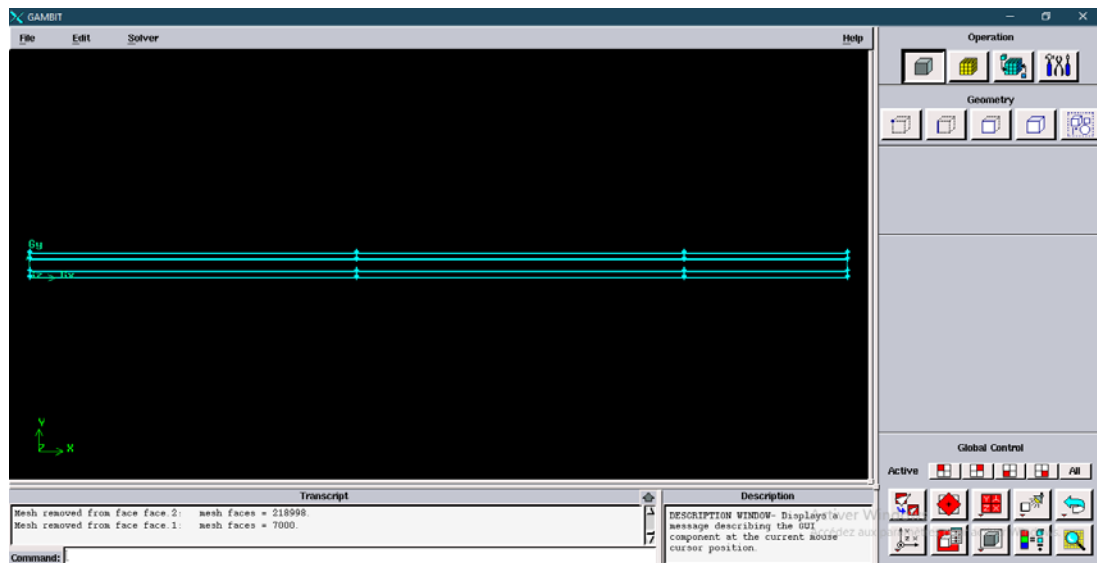 GAMBIT
File Edit Solver Help
Operation
Geometry
Gy
Gx
Y
Z X
Global Control
Active All
Transcript
Mesh removed from face face.2: mesh faces = 218998.
Mesh removed from face face.1: mesh faces = 7000.
Command:
Description
DESCRIPTION WINDOW- Displays a
message describing the GUI
component at the current mouse
cursor position.